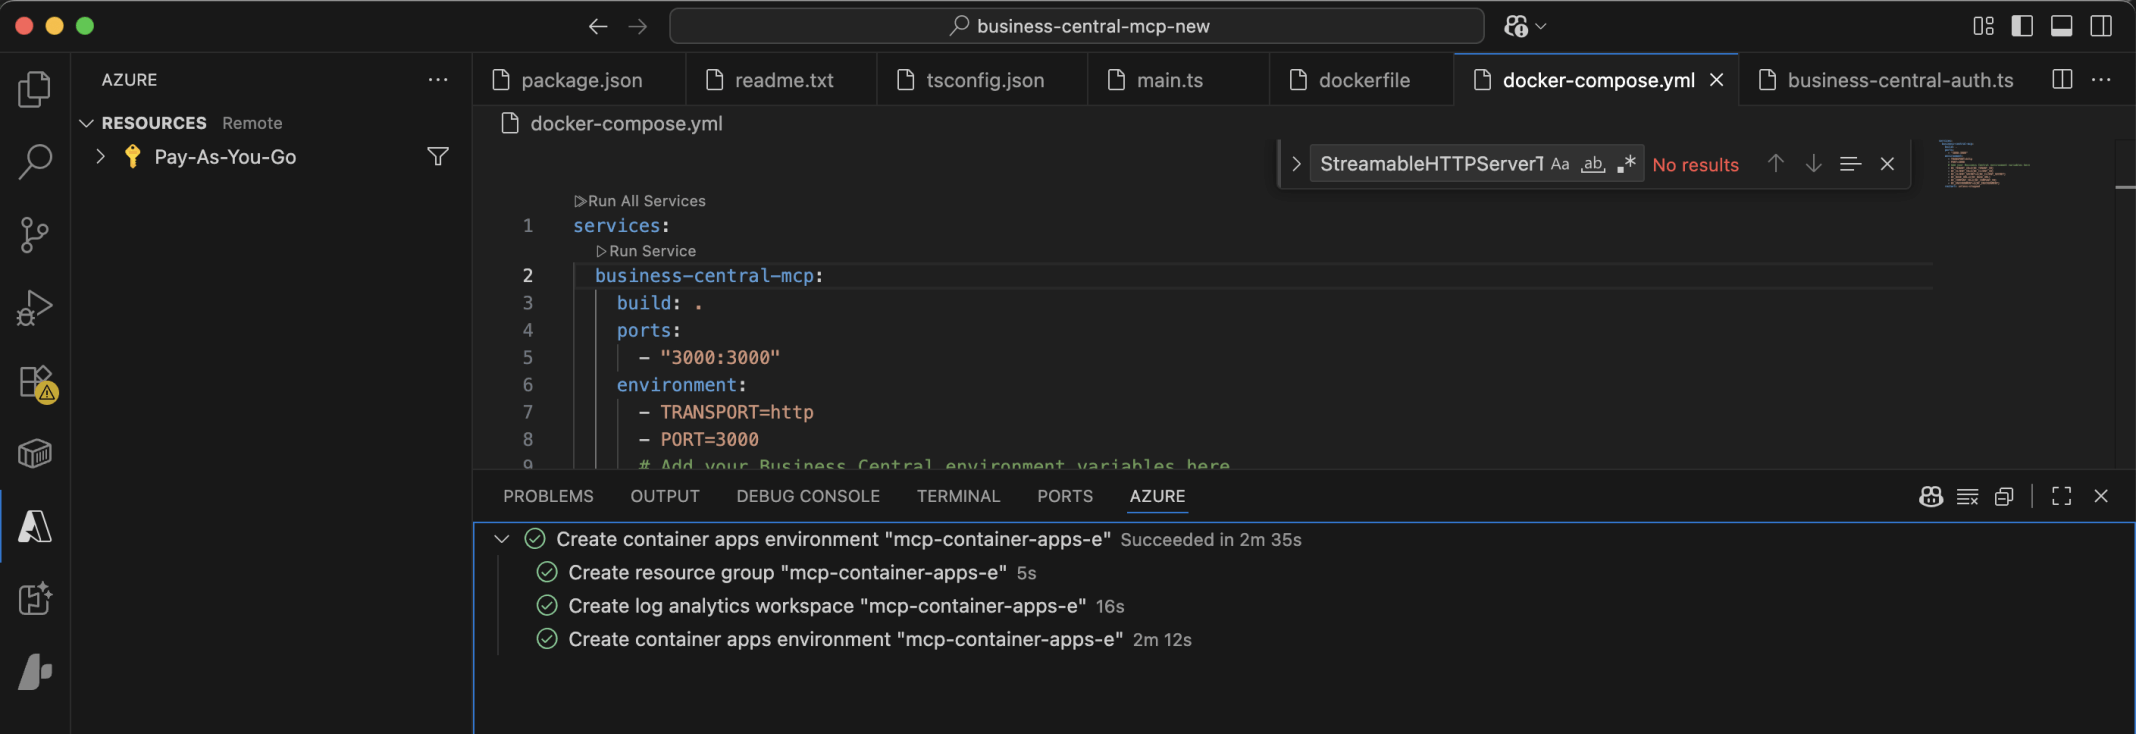 business-central-mcp-new
AZURE
RESOURCES Remote
Pay-As-You-Go
package.json
readme.txt
tsconfig.json
main.ts
dockerfile
docker-compose.yml
business-central-auth.ts
docker-compose.yml
StreamableHTTPServerT Aa ab .* No results
Run All Services
1 services:
Run Service
2 business-central-mcp:
3 build: .
4 ports:
5 - "3000:3000"
6 environment:
7 - TRANSPORT=http
8 - PORT=3000
9 # Add your Business Central environment variables here
PROBLEMS OUTPUT DEBUG CONSOLE TERMINAL PORTS AZURE
Create container apps environment "mcp-container-apps-e" Succeeded in 2m 35s
Create resource group "mcp-container-apps-e" 5s
Create log analytics workspace "mcp-container-apps-e" 16s
Create container apps environment "mcp-container-apps-e" 2m 12s